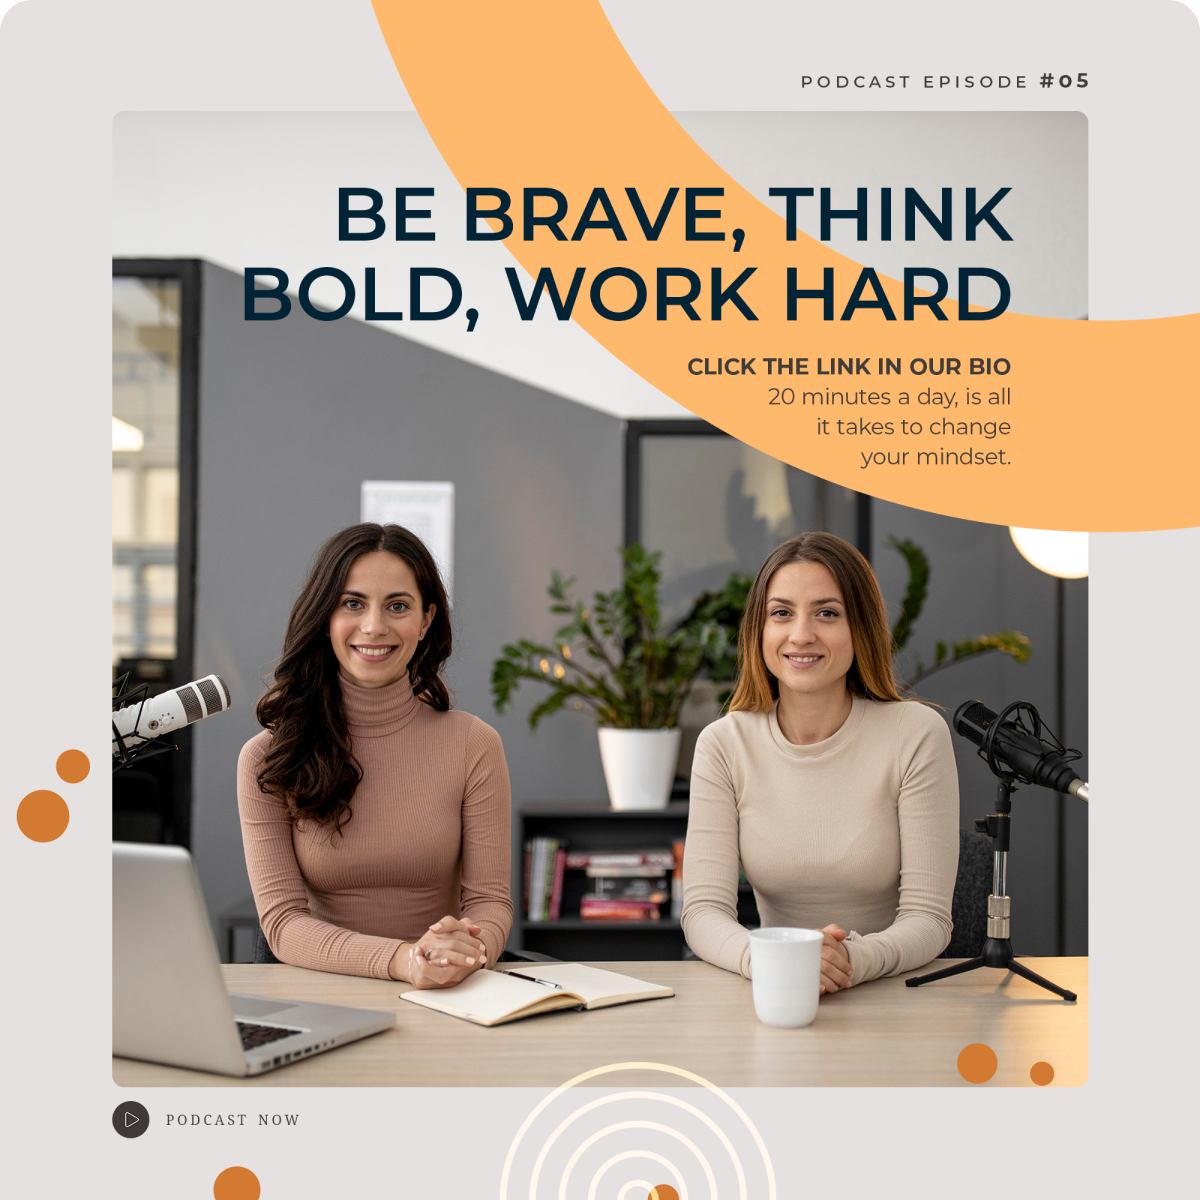 PODCAST EPISODE #05
BE BRAVE, THINK
BOLD, WORK HARD
CLICK THE LINK IN OUR BIO
20 minutes a day, is all
it takes to change
your mindset.
PODCAST NOW